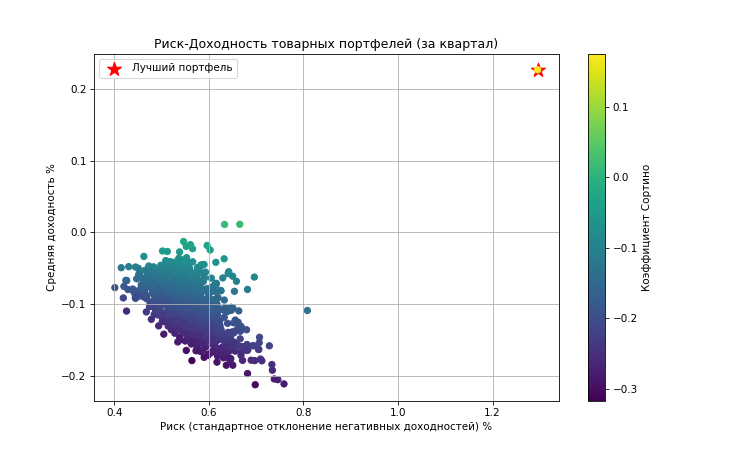 Риск-Доходность товарных портфелей (за квартал)
Лучший портфель
Средняя доходность %
0.2
0.1
0.0
−0.1
−0.2
0.4 0.6 0.8 1.0 1.2
Риск (стандартное отклонение негативных доходностей) %
0.1
0.0
−0.1
−0.2
−0.3
Коэффициент Сортино